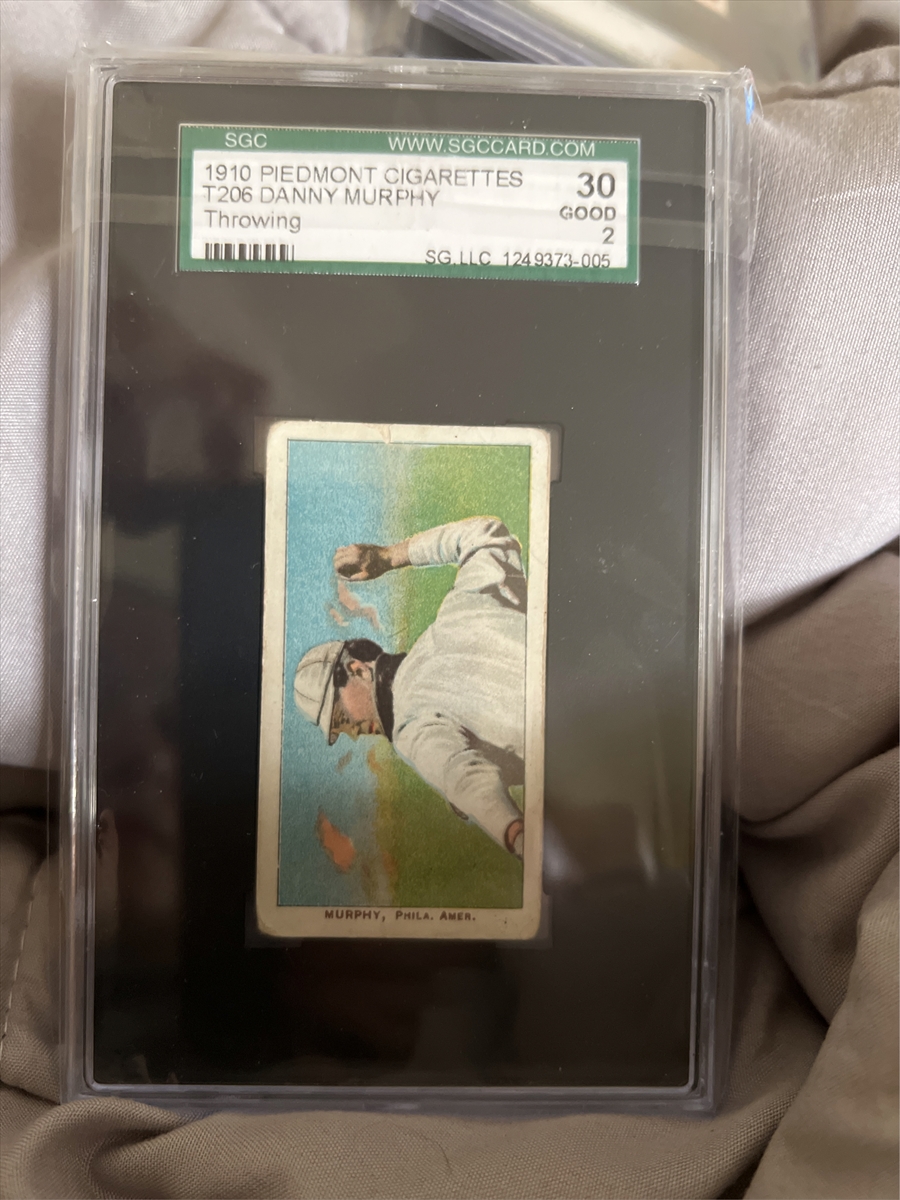 SGC WWW.SGCCARD.COM
1910 PIEDMONT CIGARETTES 30
T206 DANNY MURPHY GOOD
Throwing 2
SG.LLC 1249373-005
MURPHY, PHILA. AMER.